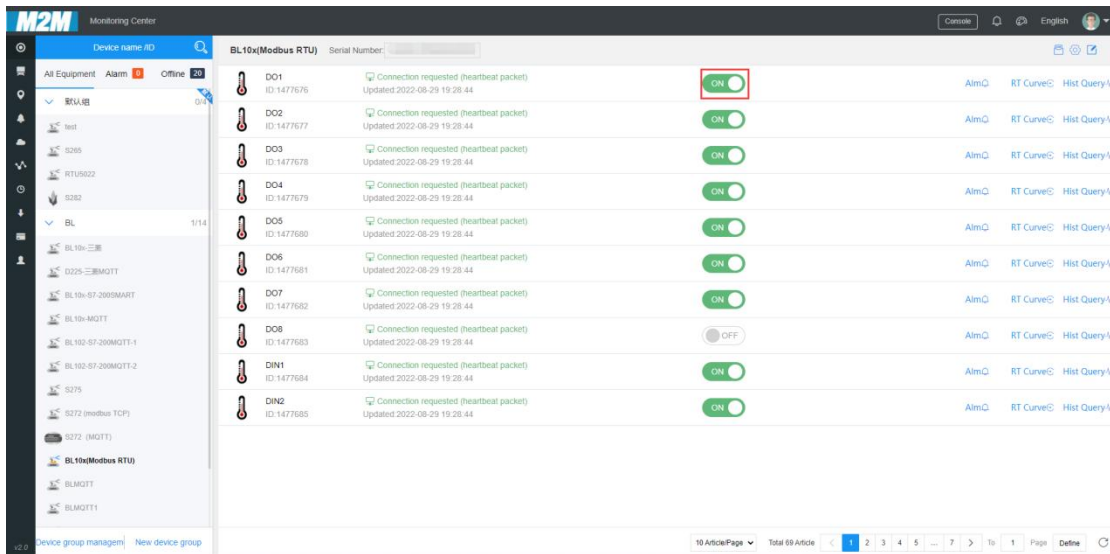 M2M Monitoring Center
Console English
Device name /ID
All Equipment Alarm 0 Offline 20
默认组 0/4
test
S265
RTU5022
S282
BL 1/14
BL10x-三菱
D225-三菱MQTT
BL10x-S7-200SMART
BL10x-MQTT
BL102-S7-200MQTT-1
BL102-S7-200MQTT-2
S275
S272 (modbus TCP)
S272 (MQTT)
BL10x(Modbus RTU)
BLMQTT
BLMQTT1
v2.0
Device group managem New device group
BL10x(Modbus RTU) Serial Number:
DO1 Connection requested (heartbeat packet) ON Alm RT Curve Hist Query
ID:1477676 Updated:2022-08-29 19:28:44
DO2 Connection requested (heartbeat packet) ON Alm RT Curve Hist Query
ID:1477677 Updated:2022-08-29 19:28:44
DO3 Connection requested (heartbeat packet) ON Alm RT Curve Hist Query
ID:1477678 Updated:2022-08-29 19:28:44
DO4 Connection requested (heartbeat packet) ON Alm RT Curve Hist Query
ID:1477679 Updated:2022-08-29 19:28:44
DO5 Connection requested (heartbeat packet) ON Alm RT Curve Hist Query
ID:1477680 Updated:2022-08-29 19:28:44
DO6 Connection requested (heartbeat packet) ON Alm RT Curve Hist Query
ID:1477681 Updated:2022-08-29 19:28:44
DO7 Connection requested (heartbeat packet) ON Alm RT Curve Hist Query
ID:1477682 Updated:2022-08-29 19:28:44
DO8 Connection requested (heartbeat packet) OFF Alm RT Curve Hist Query
ID:1477683 Updated:2022-08-29 19:28:44
DIN1 Connection requested (heartbeat packet) ON Alm RT Curve Hist Query
ID:1477684 Updated:2022-08-29 19:28:44
DIN2 Connection requested (heartbeat packet) ON Alm RT Curve Hist Query
ID:1477685 Updated:2022-08-29 19:28:44
10 Article/Page Total 69 Article < 1 2 3 4 5 ... 7 > To 1 Page Define